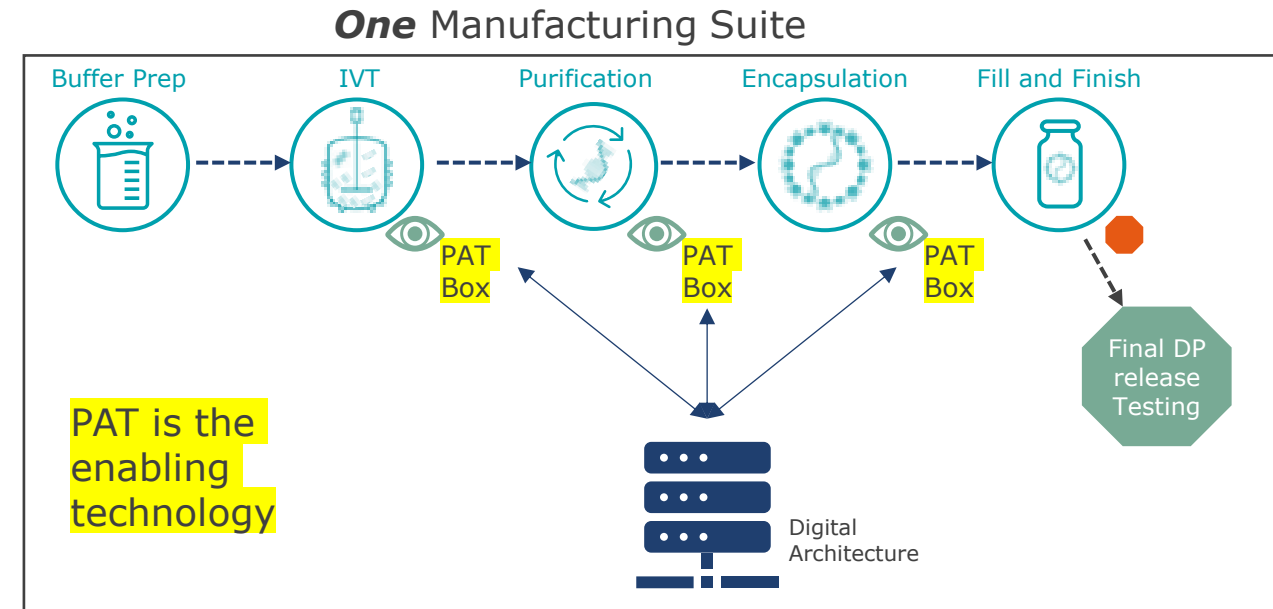 One Manufacturing Suite
Buffer Prep
IVT
Purification
Encapsulation
Fill and Finish
PAT
Box
PAT
Box
PAT
Box
Final DP
release
Testing
PAT is the
enabling
technology
Digital
Architecture